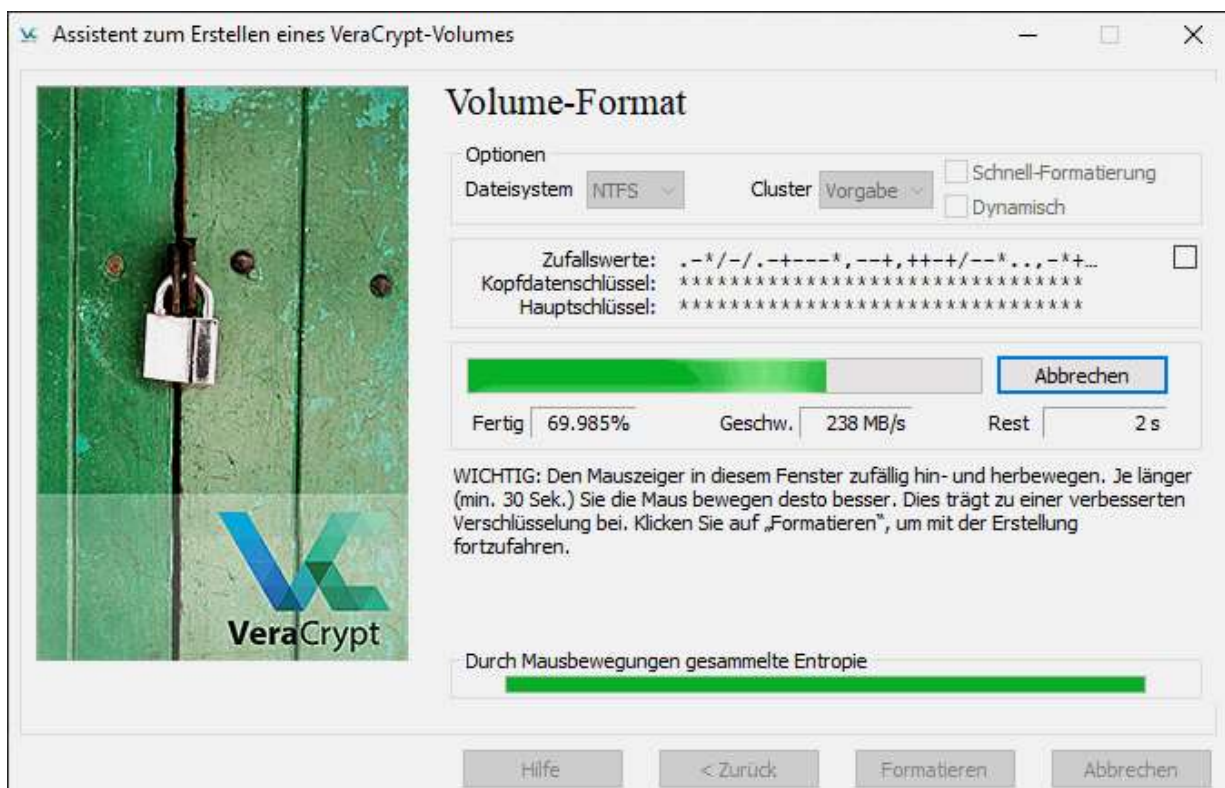 Assistent zum Erstellen eines VeraCrypt-Volumes
Volume-Format
Optionen
Dateisystem NTFS Cluster Vorgabe Schnell-Formatierung
Dynamisch
Zufallswerte: .-*/-/.-+---*,--+,++-+/--*..,-*+...
Kopfdatenschlüssel: ********************************
Hauptschlüssel: ********************************
Abbrechen
Fertig 69.985% Geschw. 238 MB/s Rest 2 s
WICHTIG: Den Mauszeiger in diesem Fenster zufällig hin- und herbewegen. Je länger
(min. 30 Sek.) Sie die Maus bewegen desto besser. Dies trägt zu einer verbesserten
Verschlüsselung bei. Klicken Sie auf „Formatieren”, um mit der Erstellung
fortzufahren.
VeraCrypt
Durch Mausbewegungen gesammelte Entropie
Hilfe < Zurück Formatieren Abbrechen